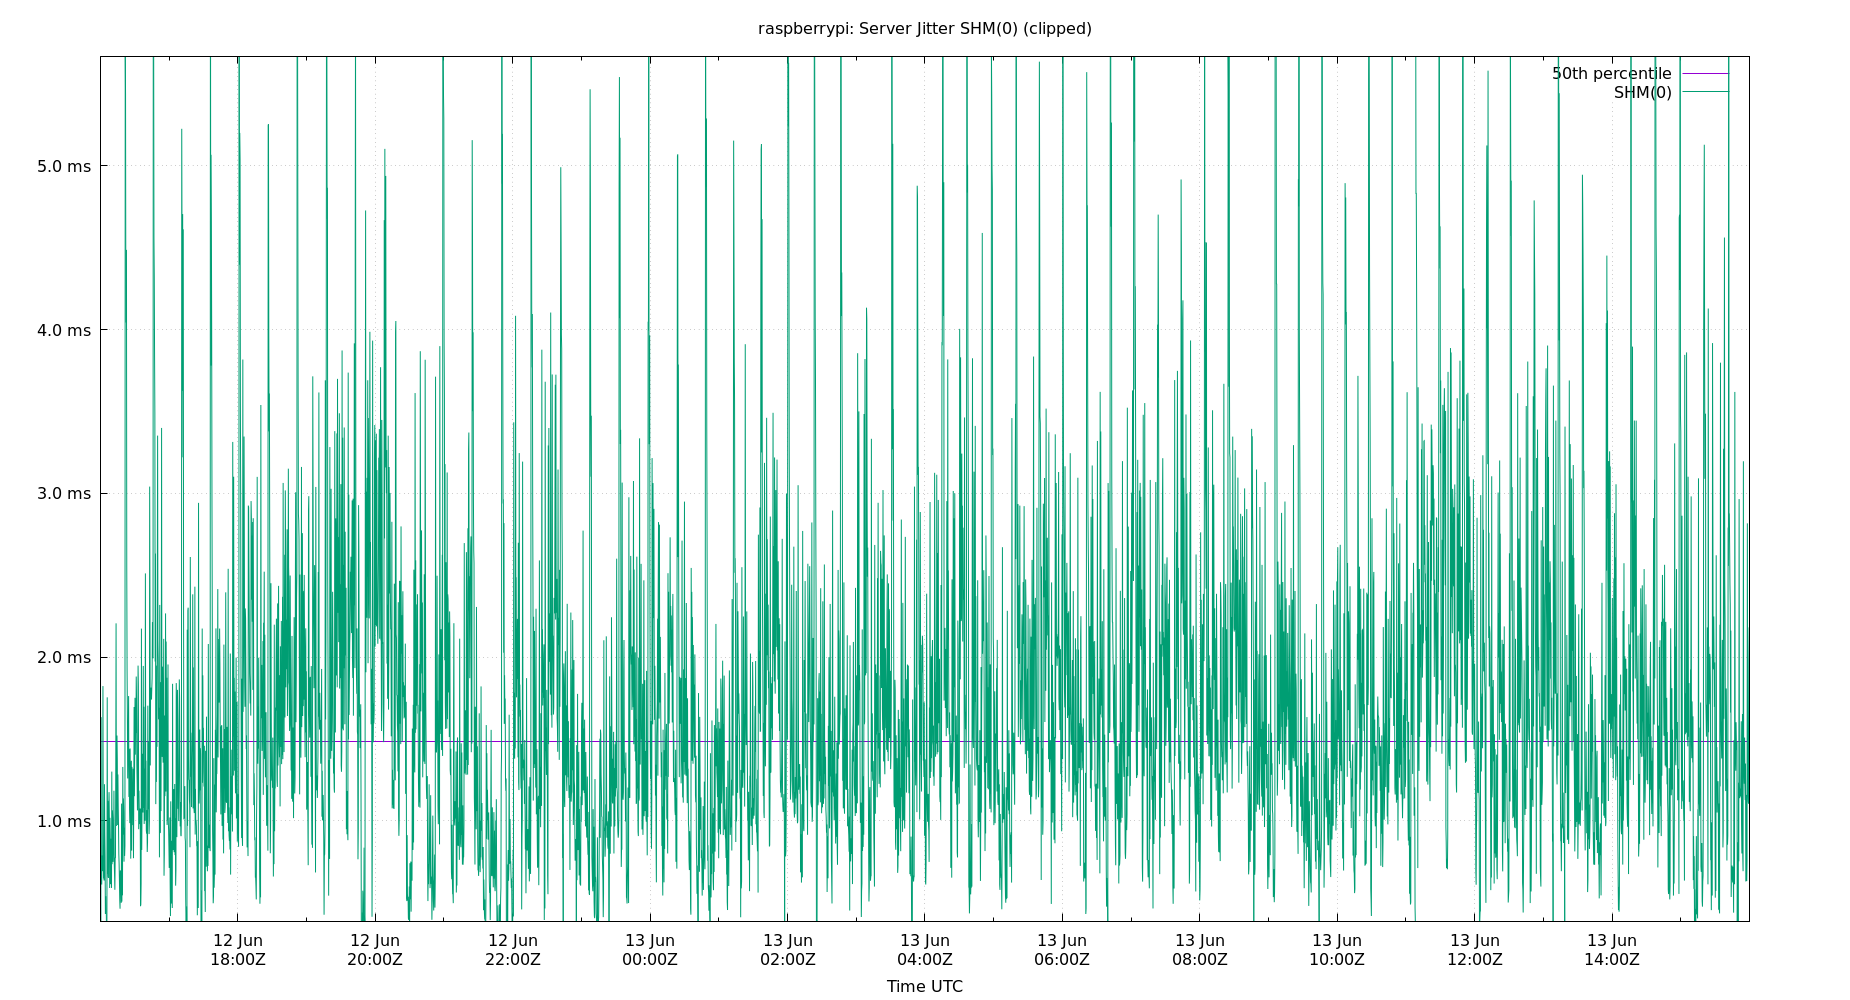 raspberrypi: Server Jitter SHM(0) (clipped)
50th percentile
SHM(0)
5.0 ms
4.0 ms
3.0 ms
2.0 ms
1.0 ms
12 Jun 12 Jun 12 Jun 13 Jun 13 Jun 13 Jun 13 Jun 13 Jun 13 Jun 13 Jun 13 Jun
18:00Z 20:00Z 22:00Z 00:00Z 02:00Z 04:00Z 06:00Z 08:00Z 10:00Z 12:00Z 14:00Z
Time UTC